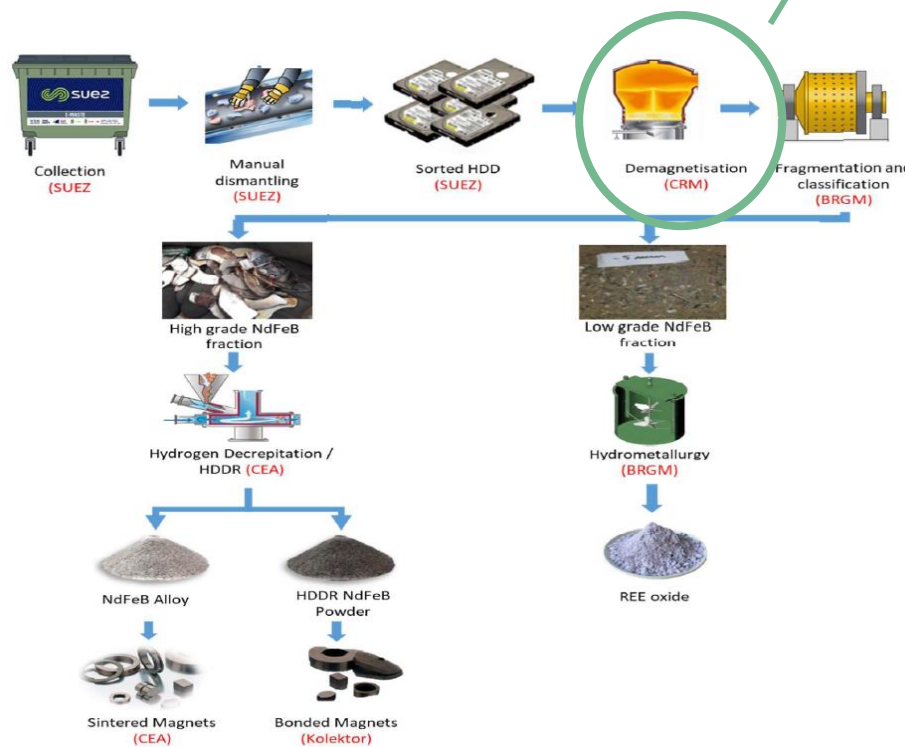 suez
E-WASTE
Collection
(SUEZ
Manual
dismantling
(SUEZ)
Sorted HDD
(SUEZ)
Demagnetisation
(CRM)
Fragmentation and
classification
(BRGM)
High grade NdFeB
fraction
Low grade NdFeB
fraction
Hydrogen Decrepitation /
HDDR (CEA)
Hydrometallurgy
(BRGM)
NdFeB Alloy
HDDR NdFeB
Powder
REE oxide
Sintered Magnets
(CEA)
Bonded Magnets
(Kolektor)